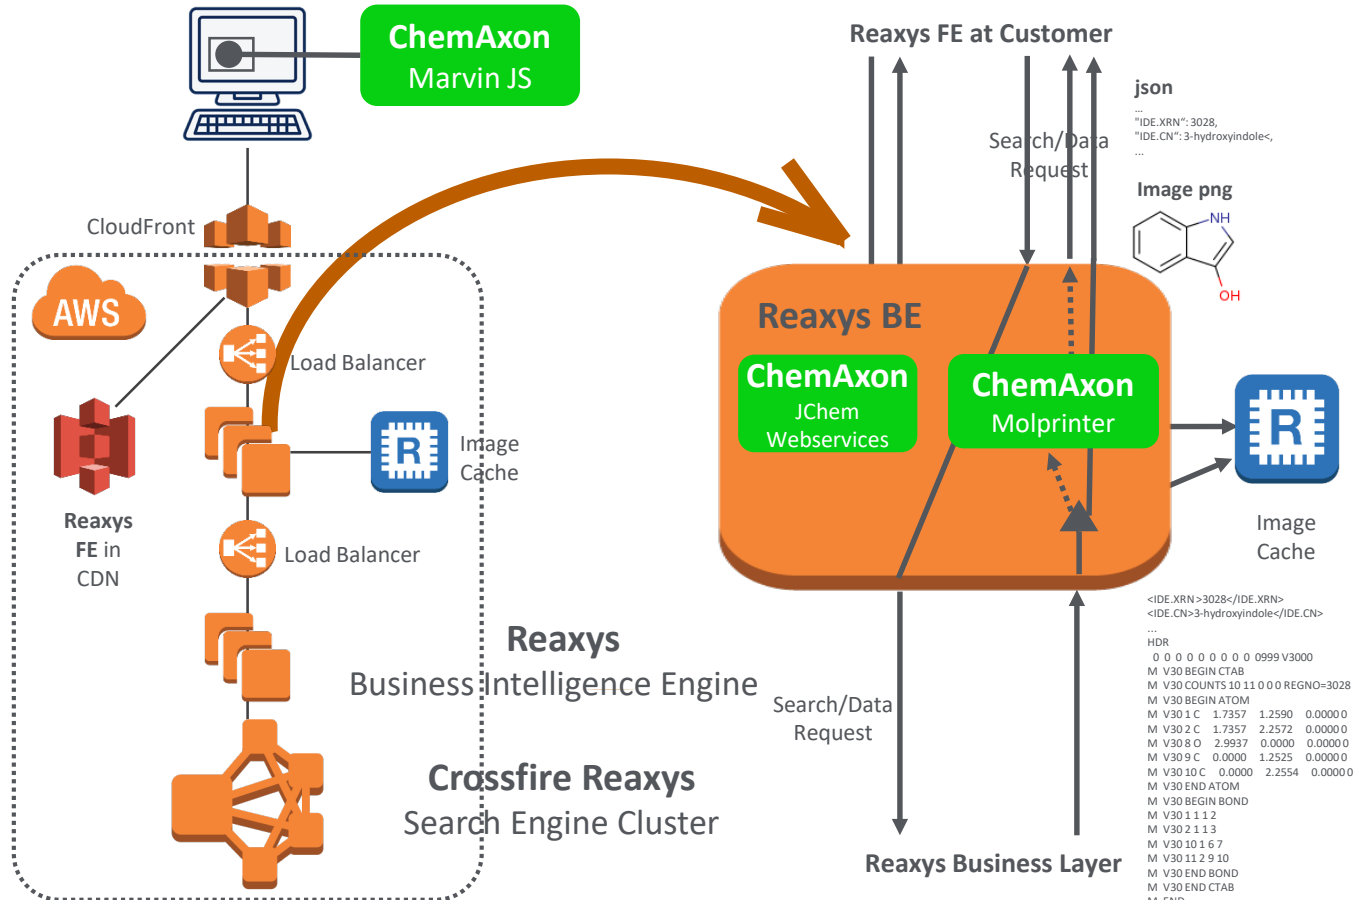 ChemAxon
Marvin JS
CloudFront
AWS
Load Balancer
R
Image
Cache
Reaxys
FE in
CDN
Load Balancer
Reaxys
Business Intelligence Engine
Crossfire Reaxys
Search Engine Cluster
Reaxys FE at Customer
Search/Data
Request
json
...
"IDE.XRN“: 3028,
"IDE.CN“: 3-hydroxyindole<,
...
Image png
NH
OH
Reaxys BE
ChemAxon
JChem
Webservices
ChemAxon
Molprinter
R
Image
Cache
Search/Data
Request
Reaxys Business Layer
<IDE.XRN>3028</IDE.XRN>
<IDE.CN>3-hydroxyindole</IDE.CN>
...
HDR
0 0 0 0 0 0 0 0 0 0999 V3000
M V30 BEGIN CTAB
M V30 COUNTS 10 11 0 0 0 REGNO=3028
M V30 BEGIN ATOM
M V30 1 C 1.7357 1.2590 0.0000 0
M V30 2 C 1.7357 2.2572 0.0000 0
M V30 8 O 2.9937 0.0000 0.0000 0
M V30 9 C 0.0000 1.2525 0.0000 0
M V30 10 C 0.0000 2.2554 0.0000 0
M V30 END ATOM
M V30 BEGIN BOND
M V30 1 1 1 2
M V30 2 1 1 3
M V30 10 1 6 7
M V30 11 2 9 10
M V30 END BOND
M V30 END CTAB
M END